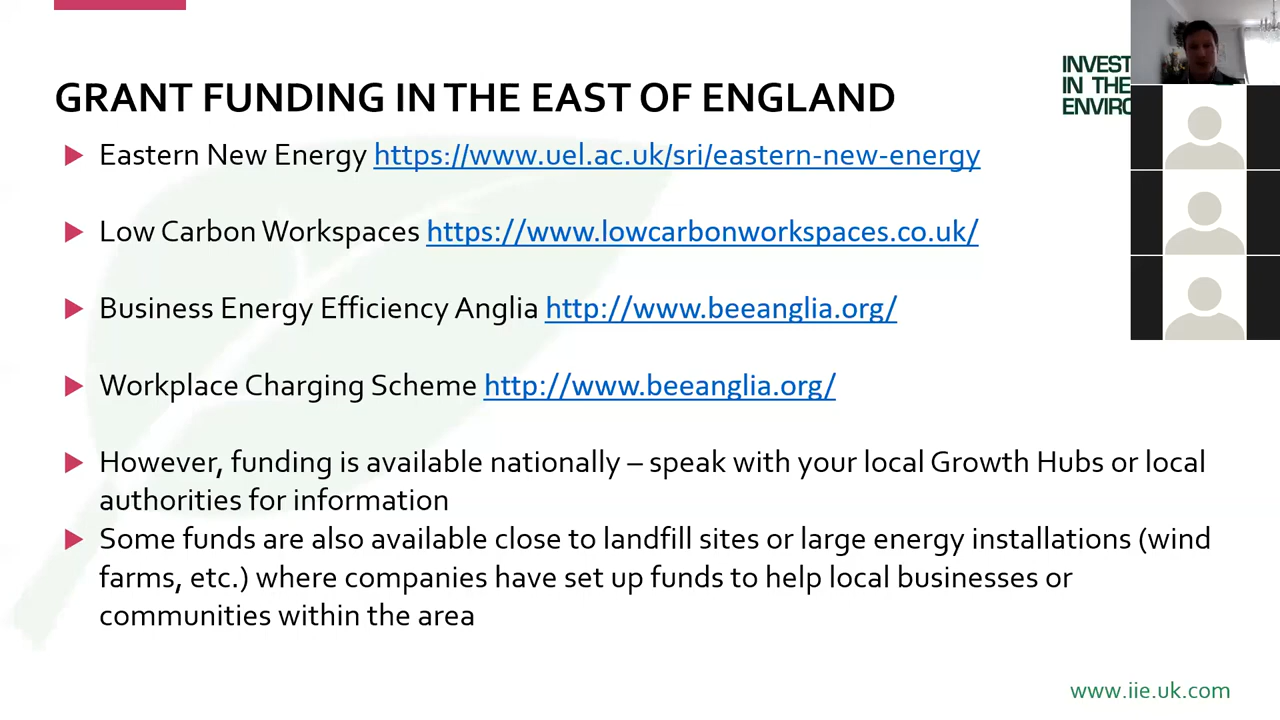 GRANT FUNDING IN THE EAST OF ENGLAND
INVEST
IN THE
ENVIRO
Eastern New Energy https://www.uel.ac.uk/sri/eastern-new-energy
Low Carbon Workspaces https://www.lowcarbonworkspaces.co.uk/
Business Energy Efficiency Anglia http://www.beeanglia.org/
Workplace Charging Scheme http://www.beeanglia.org/
However, funding is available nationally – speak with your local Growth Hubs or local
authorities for information
Some funds are also available close to landfill sites or large energy installations (wind
farms, etc.) where companies have set up funds to help local businesses or
communities within the area
www.iie.uk.com